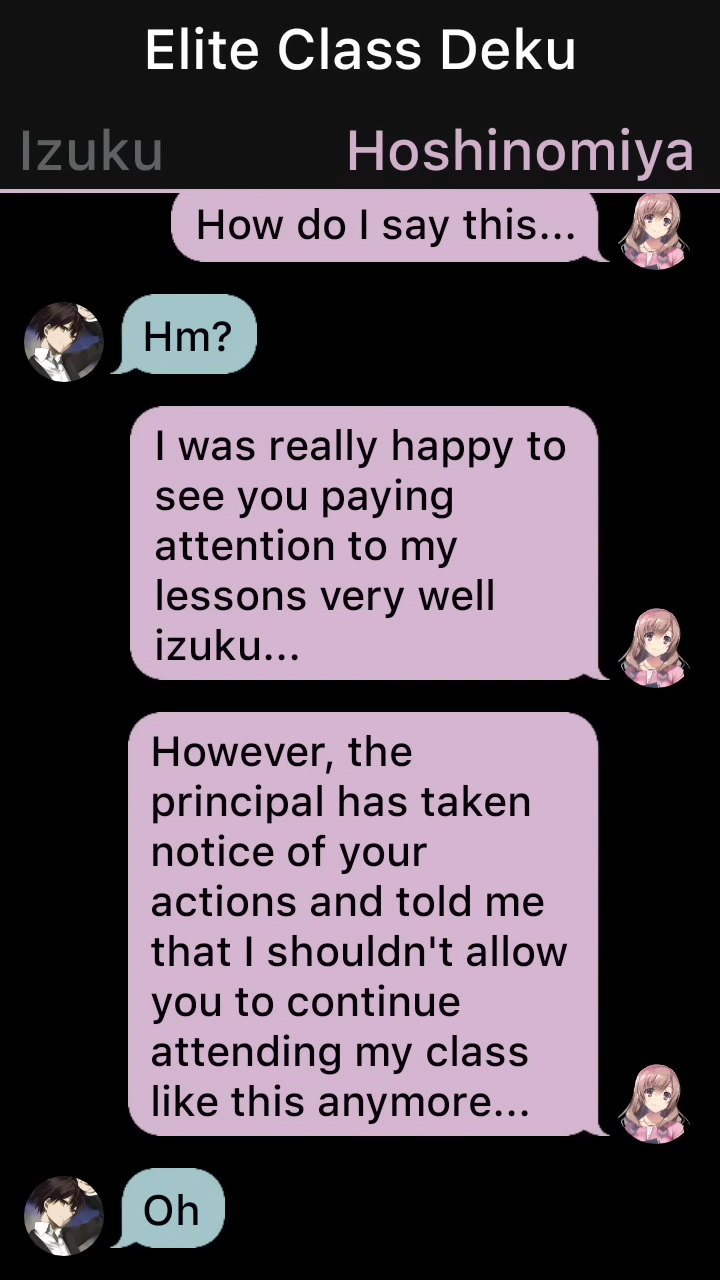 Elite Class Deku
Izuku Hoshinomiya
How do I say this...
Hm?
I was really happy to
see you paying
attention to my
lessons very well
izuku...
However, the
principal has taken
notice of your
actions and told me
that I shouldn't allow
you to continue
attending my class
like this anymore...
Oh